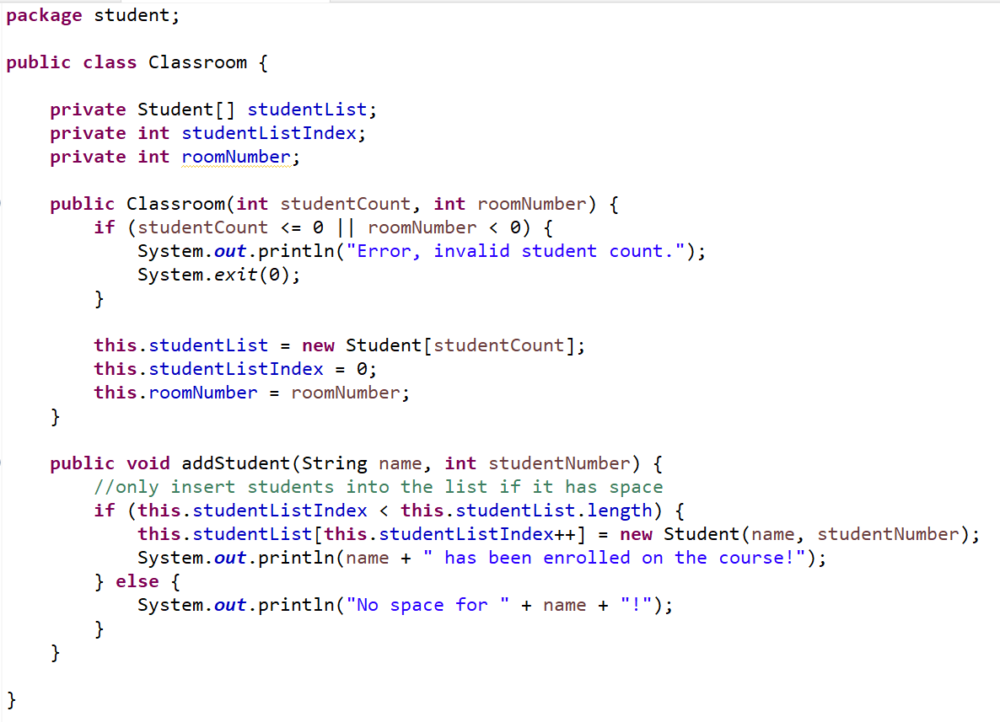 package student;
public class Classroom {
private Student[] studentList;
private int studentListIndex;
private int roomNumber;
public Classroom(int studentCount, int roomNumber) {
if (studentCount <= 0 || roomNumber < 0) {
System.out.println("Error, invalid student count.");
System.exit(0);
}
this.studentList = new Student[studentCount];
this.studentListIndex = 0;
this.roomNumber = roomNumber;
}
public void addStudent(String name, int studentNumber) {
//only insert students into the list if it has space
if (this.studentListIndex < this.studentList.length) {
this.studentList[this.studentListIndex++] = new Student(name, studentNumber);
System.out.println(name + " has been enrolled on the course!");
} else {
System.out.println("No space for " + name + "!");
}
}
}